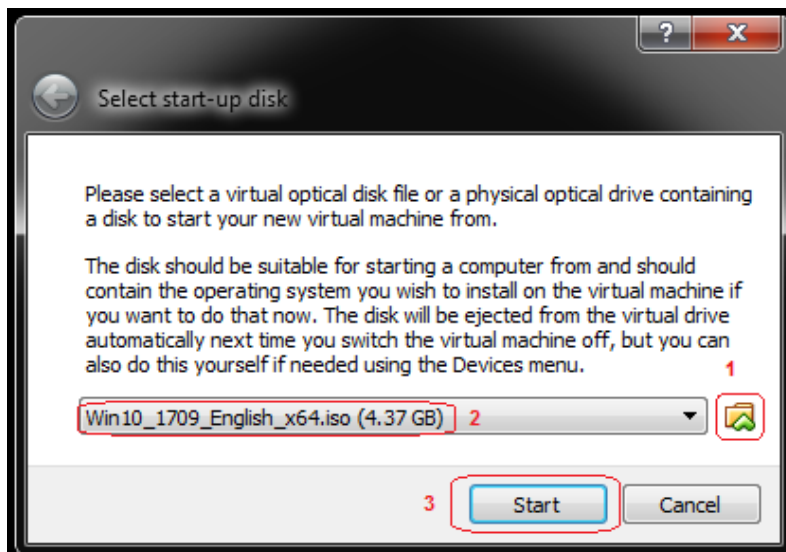 ?
X
Select start-up disk
Please select a virtual optical disk file or a physical optical drive containing
a disk to start your new virtual machine from.
The disk should be suitable for starting a computer from and should
contain the operating system you wish to install on the virtual machine if
you want to do that now. The disk will be ejected from the virtual drive
automatically next time you switch the virtual machine off, but you can
also do this yourself if needed using the Devices menu.
1
Win10_1709_English_x64.iso (4.37 GB) 2
3 Start Cancel